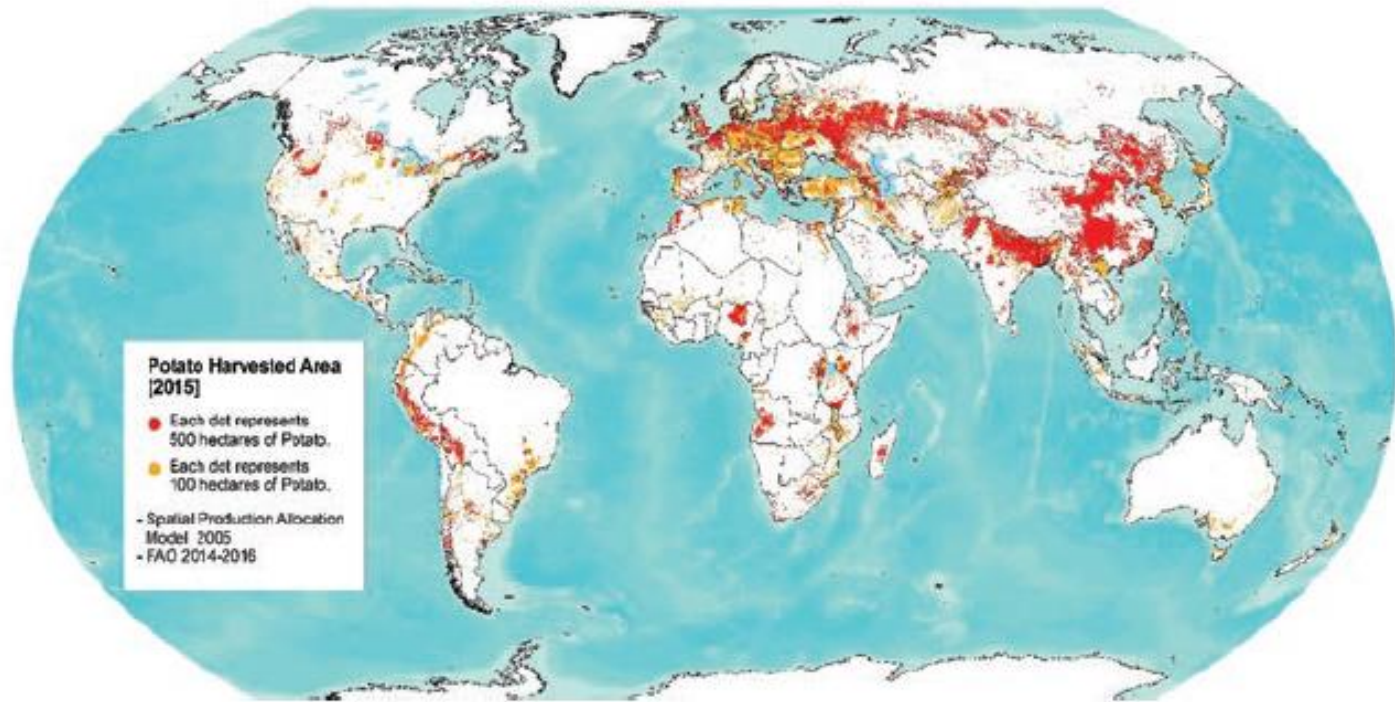 Potato Harvested Area
[2015]
Each dot represents
500 hectares of Potato.
Each dot represents
100 hectares of Potato.
- Spatial Production Allocation
Model 2005
- FAO 2014-2016